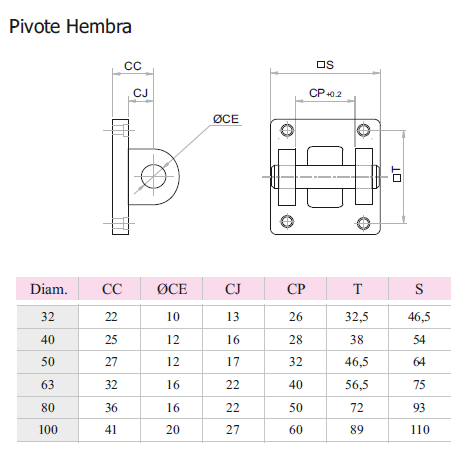 Pivote Hembra
CC
CJ
ØCE
□S
CP +0.2
□T
Diam. CC ØCE CJ CP T S
32 22 10 13 26 32,5 46,5
40 25 12 16 28 38 54
50 27 12 17 32 46,5 64
63 32 16 22 40 56,5 75
80 36 16 22 50 72 93
100 41 20 27 60 89 110